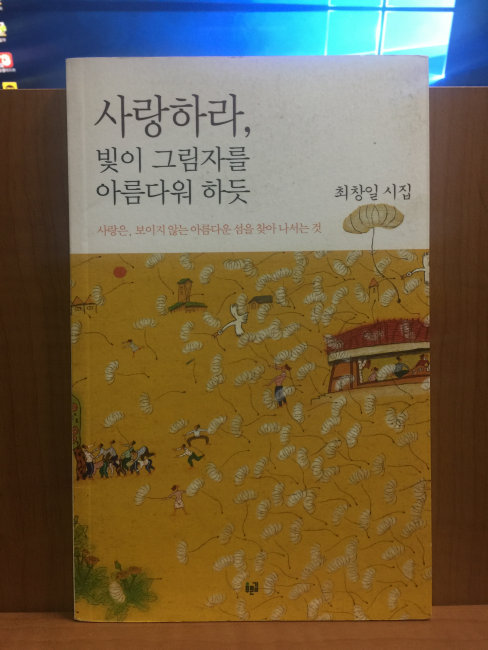 사랑하라,
빛이 그림자를
아름다워 하듯
최창일 시집
사랑은, 보이지 않는 아름다운 섬을 찾아 나서는 것